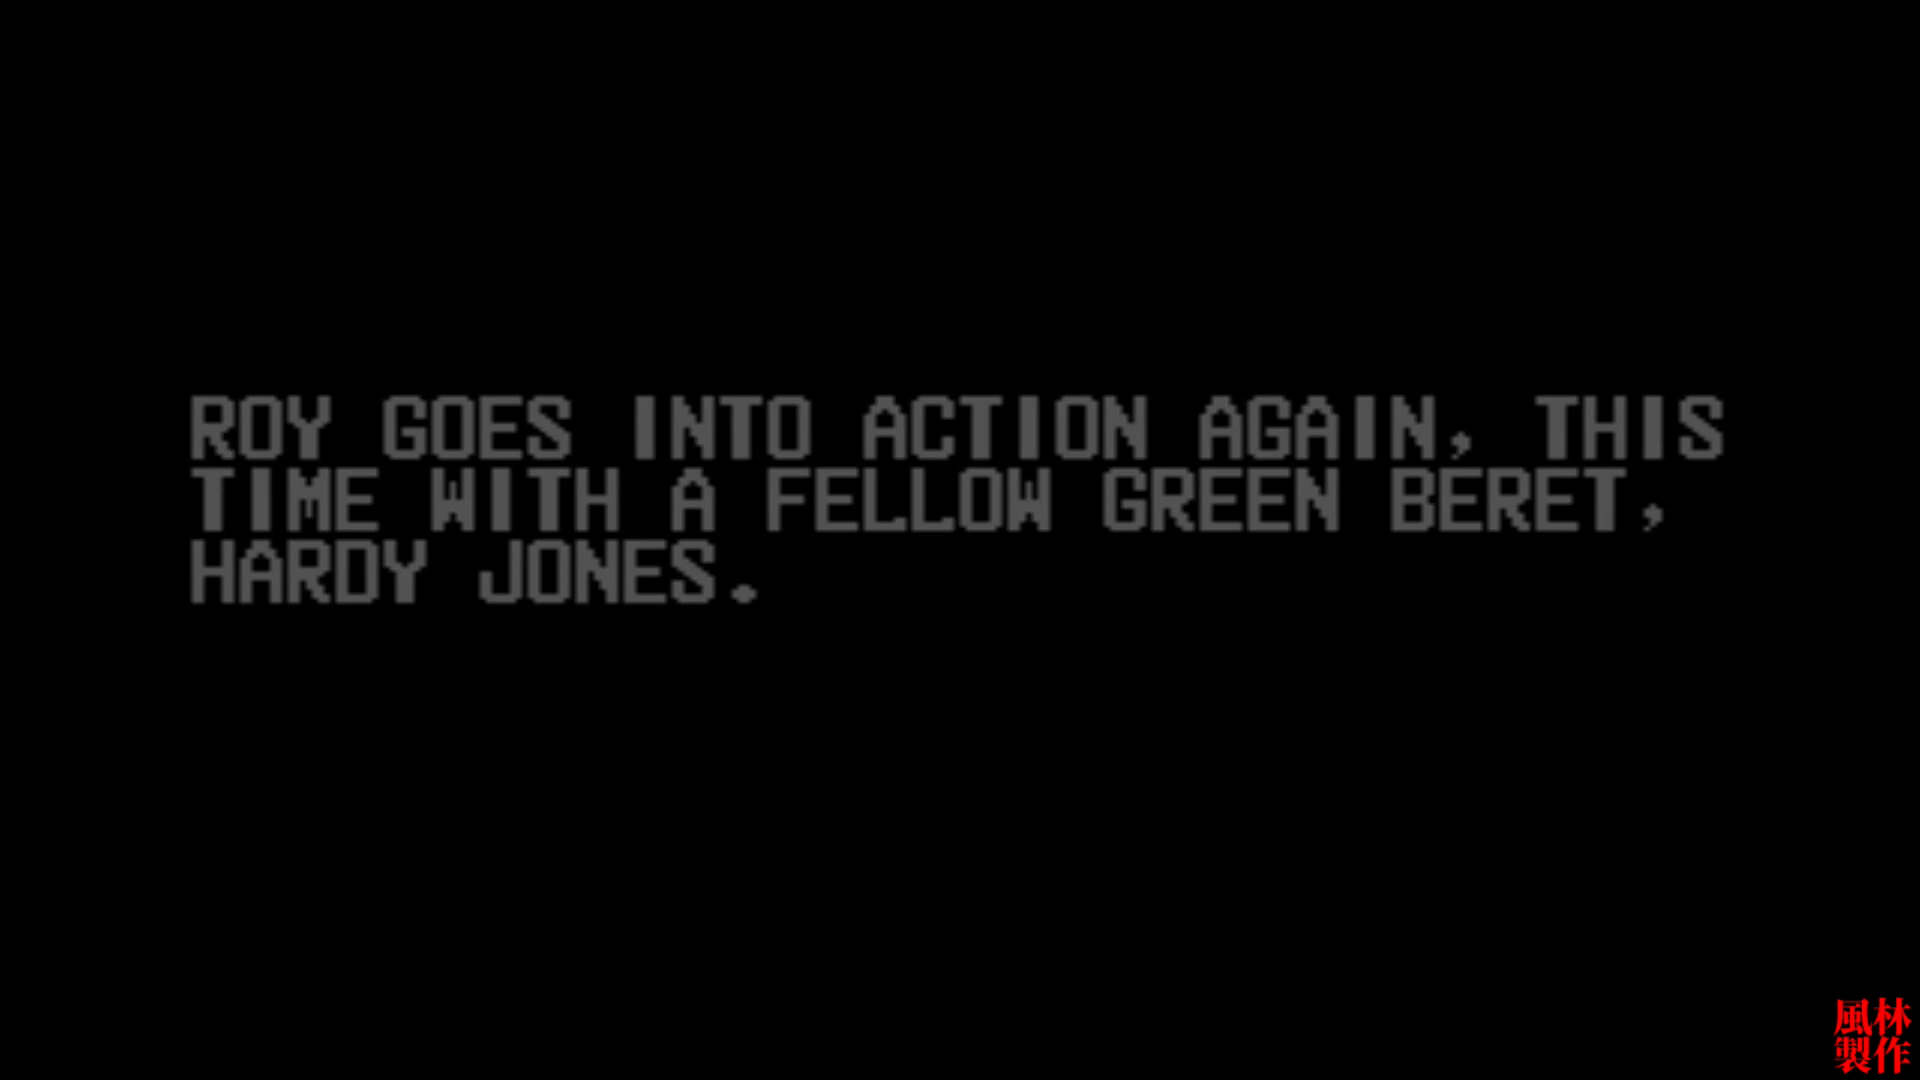 ROY GOES INTO ACTION AGAIN, THIS
TIME WITH A FELLOW GREEN BERET,
HARDY JONES.
風林
製作